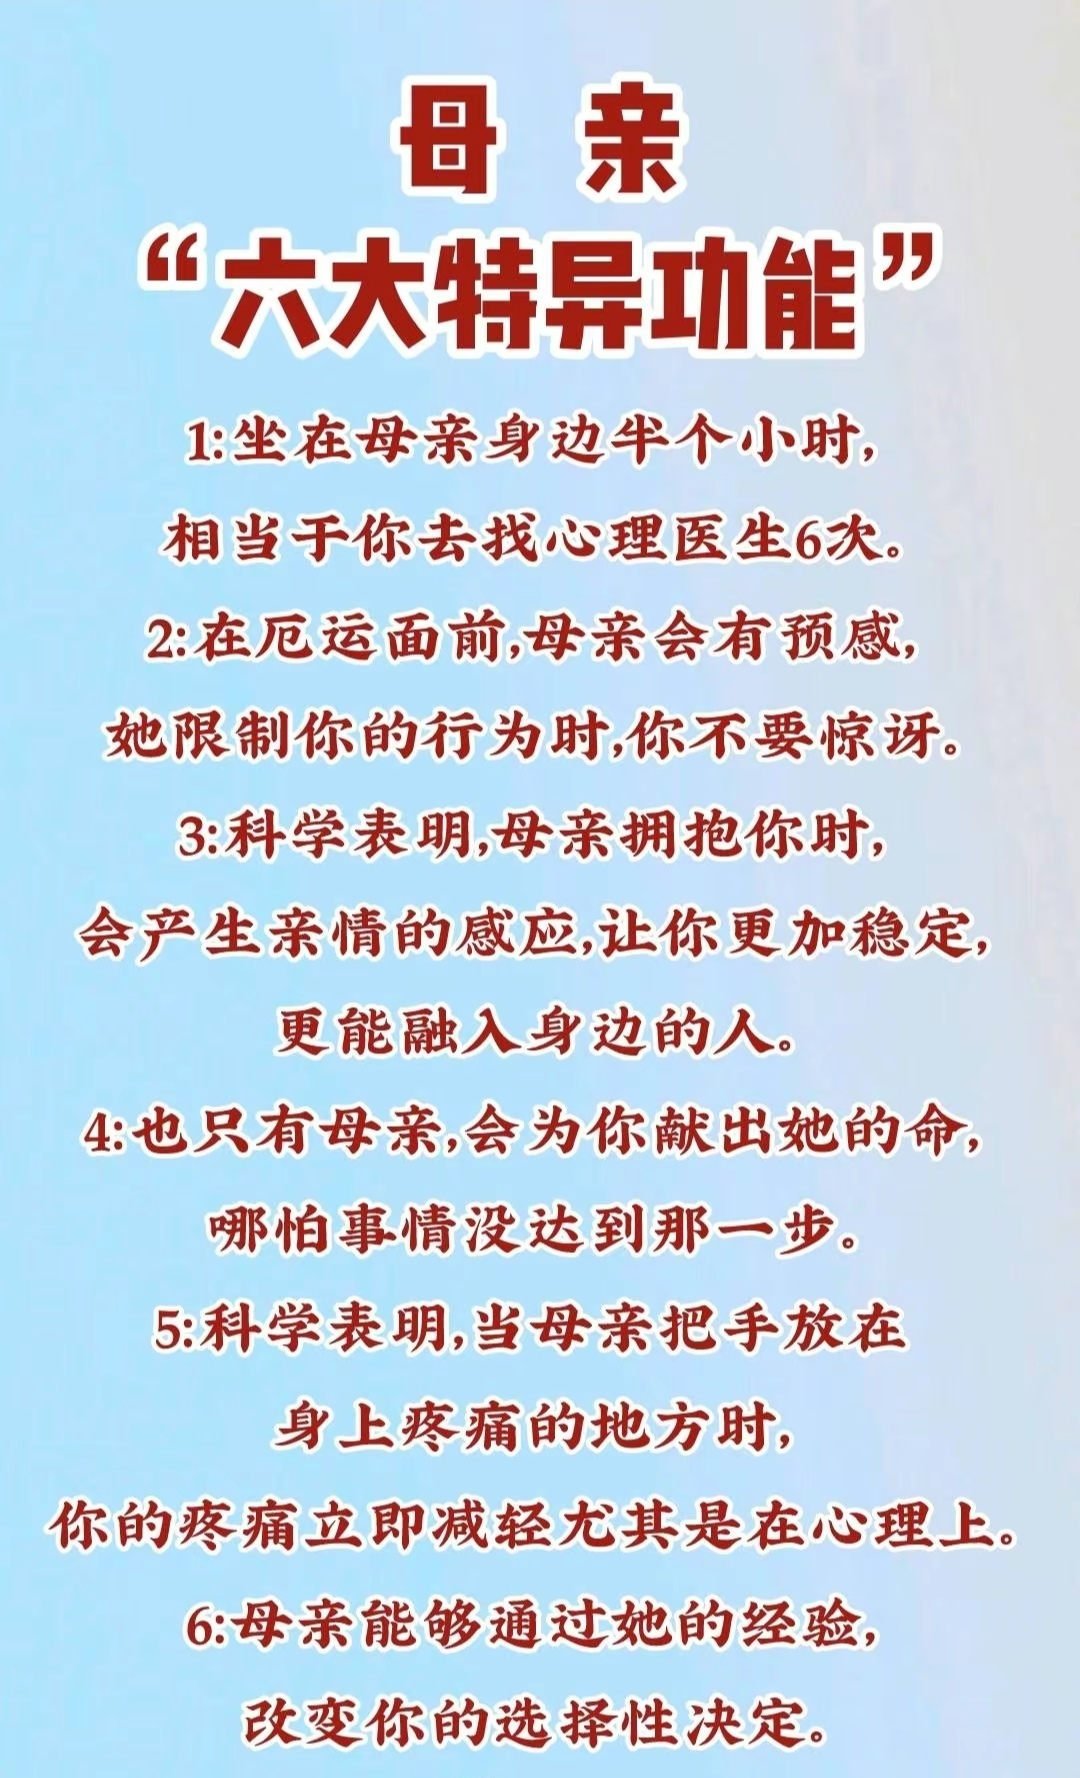 母 亲
“六大特异功能”
1:坐在母亲身边半个小时,
相当于你去找心理医生6次。
2:在厄运面前,母亲会有预感,
她限制你的行为时,你不要惊讶。
3:科学表明,母亲拥抱你时,
会产生亲情的感应,让你更加稳定,
更能融入身边的人。
4:也只有母亲,会为你献出她的命,
哪怕事情没达到那一步。
5:科学表明,当母亲把手放在
身上疼痛的地方时,
你的疼痛立即减轻尤其是在心理上。
6:母亲能够通过她的经验,
改变你的选择性决定。